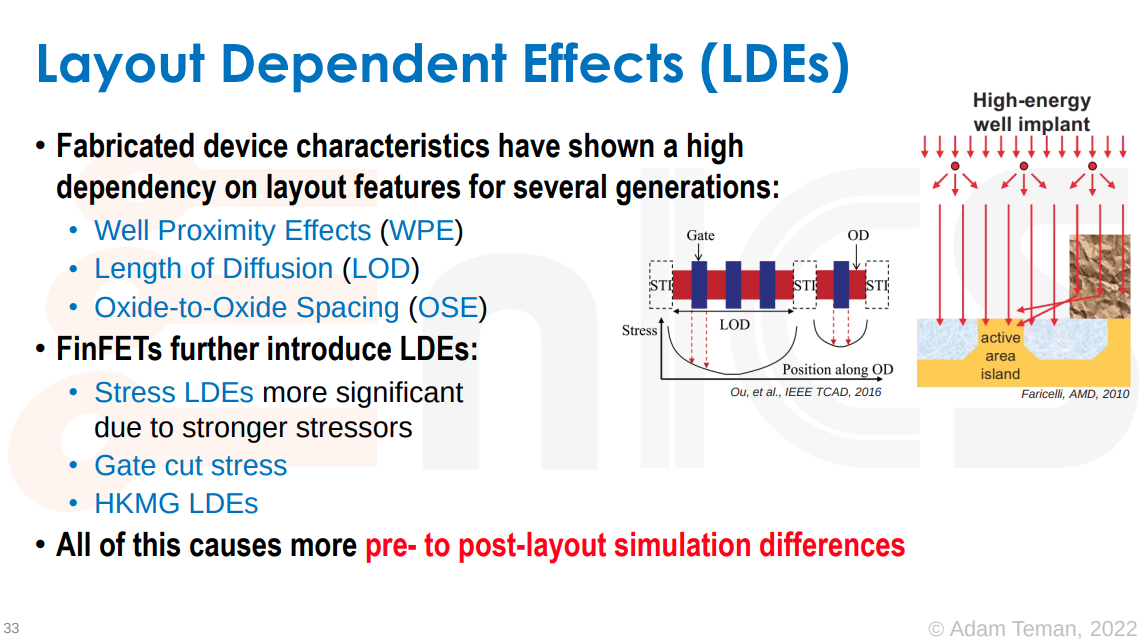 Layout Dependent Effects (LDEs)
• Fabricated device characteristics have shown a high
dependency on layout features for several generations:
• Well Proximity Effects (WPE)
• Length of Diffusion (LOD)
• Oxide-to-Oxide Spacing (OSE)
• FinFETs further introduce LDEs:
• Stress LDEs more significant
due to stronger stressors
• Gate cut stress
• HKMG LDEs
• All of this causes more pre- to post-layout simulation differences
Gate
OD
STI
STI
STI
LOD
Stress
Position along OD
Ou, et al., IEEE TCAD, 2016
High-energy
well implant
active
area
island
Faricelli, AMD, 2010
33
© Adam Teman, 2022